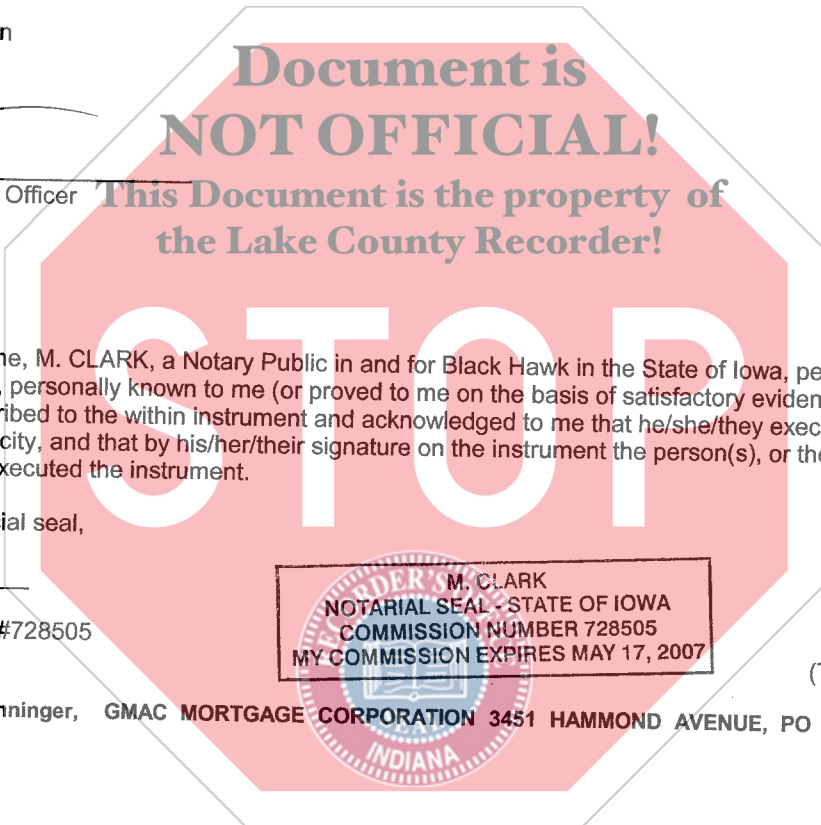 n
Document is
NOT OFFICIAL!
Officer
This Document is the property of
the Lake County Recorder!
STOP
ne, M. CLARK, a Notary Public in and for Black Hawk in the State of Iowa, pe
, personally known to me (or proved to me on the basis of satisfactory eviden
ribed to the within instrument and acknowledged to me that he/she/they exec
city, and that by his/her/their signature on the instrument the person(s), or the
xecuted the instrument.
ial seal,
M. CLARK
NOTARIAL SEAL - STATE OF IOWA
COMMISSION NUMBER 728505
MY COMMISSION EXPIRES MAY 17, 2007
#728505
RECORDER'S OFFICE
SEAL
INDIANA
(T
nninger, GMAC MORTGAGE CORPORATION 3451 HAMMOND AVENUE, PO